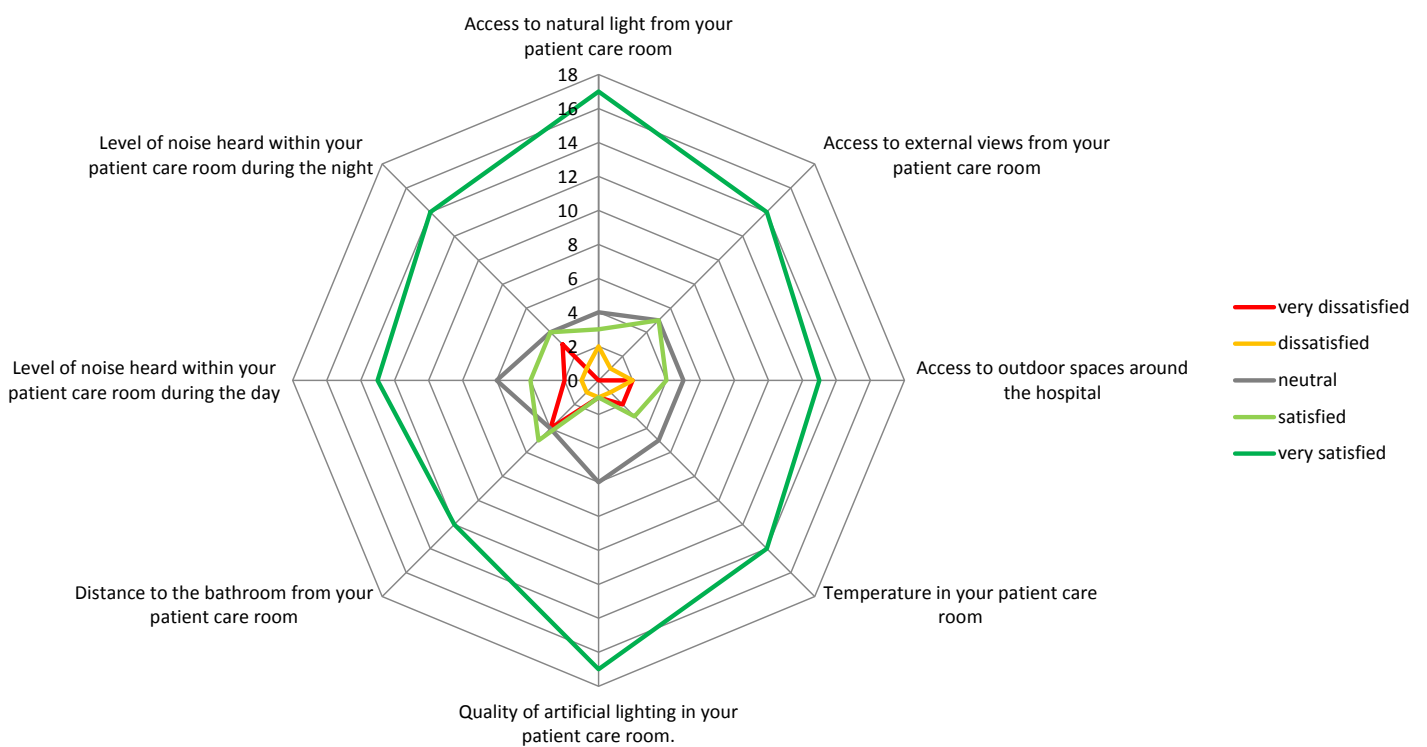 Access to natural light from your
patient care room
18
16
14
12
10
8
6
4
2
0
Level of noise heard within your
patient care room during the night
Access to external views from your
patient care room
Level of noise heard within your
patient care room during the day
Access to outdoor spaces around
the hospital
Distance to the bathroom from your
patient care room
Temperature in your patient care
room
Quality of artificial lighting in your
patient care room.
very dissatisfied
dissatisfied
neutral
satisfied
very satisfied